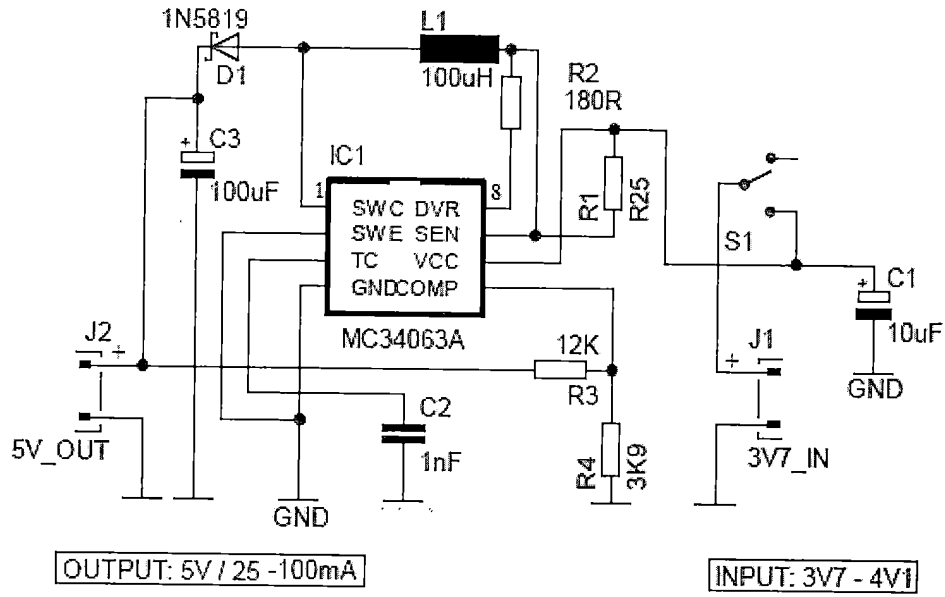 1N5819
D1
L1
100uH
R2
180R
C3
100uF
+
IC1
1
8
SWC DVR
SWE SEN
TC VCC
GND COMP
MC34063A
R1
R25
S1
C1
+
10uF
GND
J2
+
5V_OUT
12K
R3
C2
1nF
R4
3K9
J1
+
3V7_IN
GND
OUTPUT: 5V / 25 -100mA
INPUT: 3V7 - 4V1